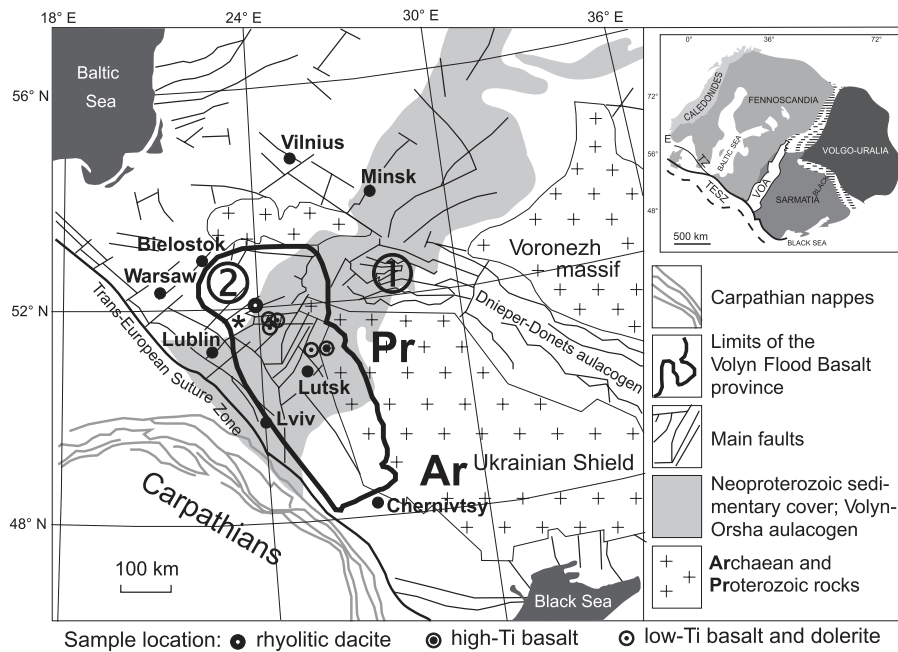 18° E
24° E
30° E
36° E
56° N
52° N
48° N
Baltic
Sea
Vilnius
Minsk
Bielostok
Warsaw
2
1
Voronezh
massif
*
*
Dnieper-Donets aulacogen
Trans-European Suture Zone
Lublin
Pr
Lutsk
Lviv
Ar
Ukrainian Shield
Carpathians
Chernivtsy
100 km
Black Sea
0°
36°
72°
72°
56°
48°
CALEDONIDES
FENNOSCANDIA
BALTIC SEA
VOLGO-URALIA
E
TZ
TESZ
VOA
SARMATIA
BLACK
BLACK SEA
500 km
Carpathian nappes
Limits of the
Volyn Flood Basalt
province
Main faults
Neoproterozoic sedi-
mentary cover; Volyn-
Orsha aulacogen
Archaean and
Proterozoic rocks
Sample location: rhyolitic dacite high-Ti basalt low-Ti basalt and dolerite